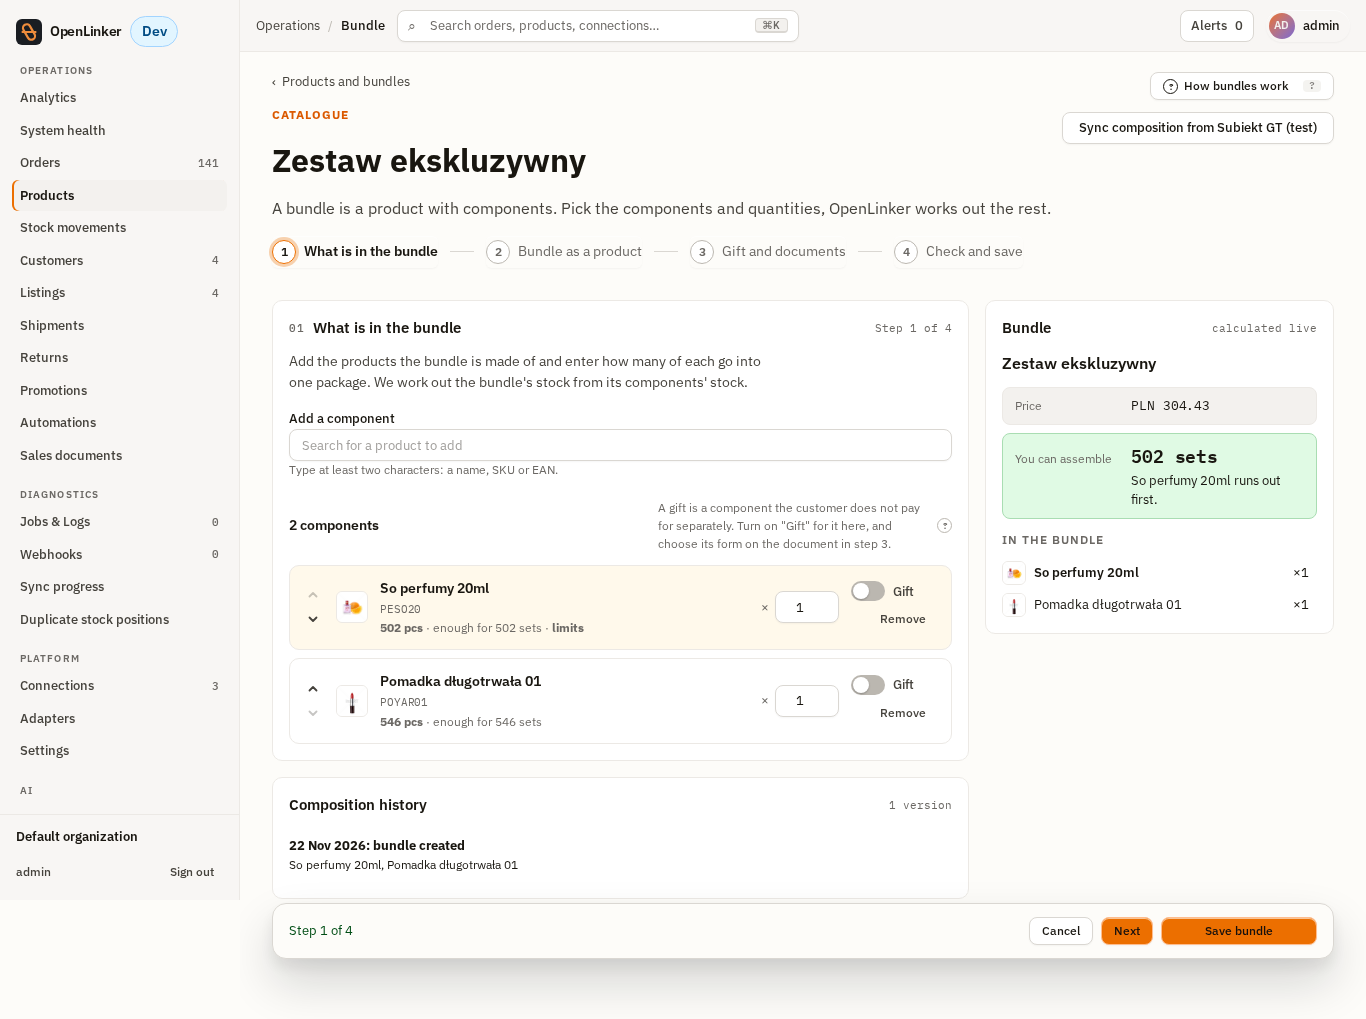 OpenLinker Dev
OPERATIONS
Analytics
System health
Orders 141
Products
Stock movements
Customers 4
Listings 4
Shipments
Returns
Promotions
Automations
Sales documents
DIAGNOSTICS
Jobs & Logs 0
Webhooks 0
Sync progress
Duplicate stock positions
PLATFORM
Connections 3
Adapters
Settings
AI
Default organization
admin Sign out
Operations / Bundle
Search orders, products, connections... ⌘K
Alerts 0
AD admin
‹ Products and bundles
? How bundles work ?
CATALOGUE
Sync composition from Subiekt GT (test)
Zestaw ekskluzywny
A bundle is a product with components. Pick the components and quantities, OpenLinker works out the rest.
1 What is in the bundle
2 Bundle as a product
3 Gift and documents
4 Check and save
01 What is in the bundle Step 1 of 4
Add the products the bundle is made of and enter how many of each go into
one package. We work out the bundle's stock from its components' stock.
Add a component
Search for a product to add
Type at least two characters: a name, SKU or EAN.
2 components
A gift is a component the customer does not pay
for separately. Turn on "Gift" for it here, and
choose its form on the document in step 3.
?
So perfumy 20ml
PESO20
502 pcs · enough for 502 sets · limits
× 1
Gift
Remove
Pomadka długotrwała 01
POYAR01
546 pcs · enough for 546 sets
× 1
Gift
Remove
Composition history 1 version
22 Nov 2026: bundle created
So perfumy 20ml, Pomadka długotrwała 01
Bundle calculated live
Zestaw ekskluzywny
Price PLN 304.43
You can assemble 502 sets
So perfumy 20ml runs out
first.
IN THE BUNDLE
So perfumy 20ml ×1
Pomadka długotrwała 01 ×1
Step 1 of 4
Cancel
Next
Save bundle